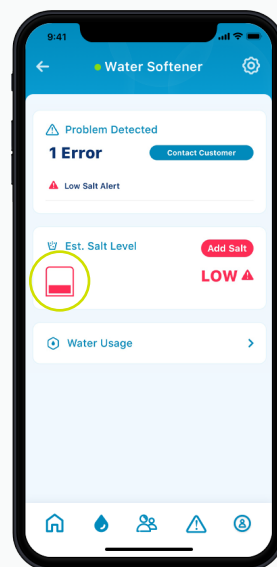 9:41
Water Softener
Problem Detected
1 Error
Contact Customer
Low Salt Alert
Est. Salt Level
Add Salt
LOW
Water Usage